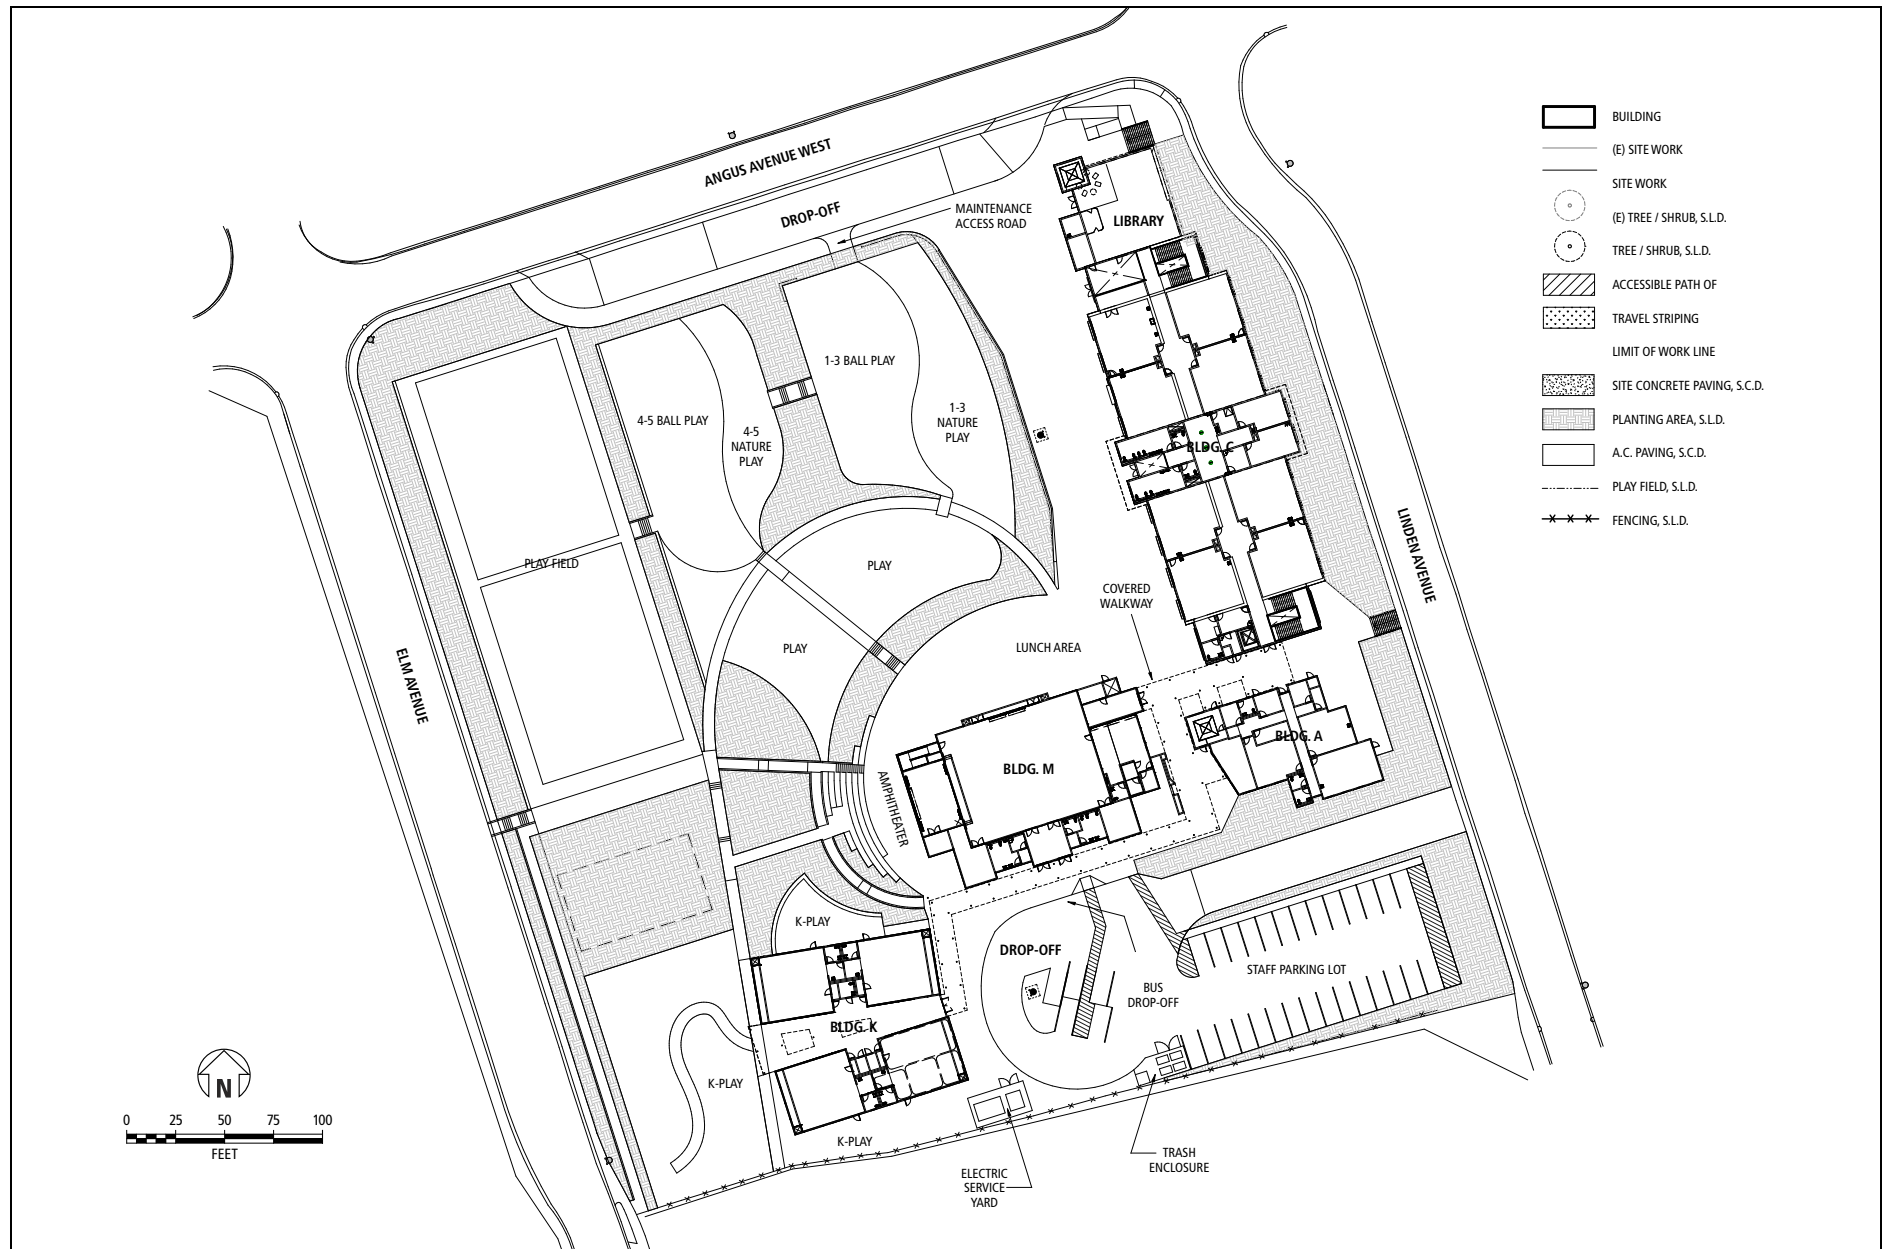 ANGUS AVENUE WEST
DROP-OFF
MAINTENANCE
ACCESS ROAD
LIBRARY
1-3 BALL PLAY
4-5 BALL PLAY
4-5
NATURE
PLAY
1-3
NATURE
PLAY
BLDG. C
PLAY FIELD
PLAY
PLAY
COVERED
WALKWAY
LUNCH AREA
LINDEN AVENUE
ELM AVENUE
AMPHITHEATER
BLDG. M
BLDG. A
K-PLAY
DROP-OFF
BUS
DROP-OFF
STAFF PARKING LOT
BLDG. K
K-PLAY
K-PLAY
ELECTRIC
SERVICE
YARD
TRASH
ENCLOSURE
N
0 25 50 75 100
FEET
BUILDING
(E) SITE WORK
SITE WORK
(E) TREE / SHRUB, S.L.D.
TREE / SHRUB, S.L.D.
ACCESSIBLE PATH OF
TRAVEL STRIPING
LIMIT OF WORK LINE
SITE CONCRETE PAVING, S.C.D.
PLANTING AREA, S.L.D.
A.C. PAVING, S.C.D.
PLAY FIELD, S.L.D.
FENCING, S.L.D.